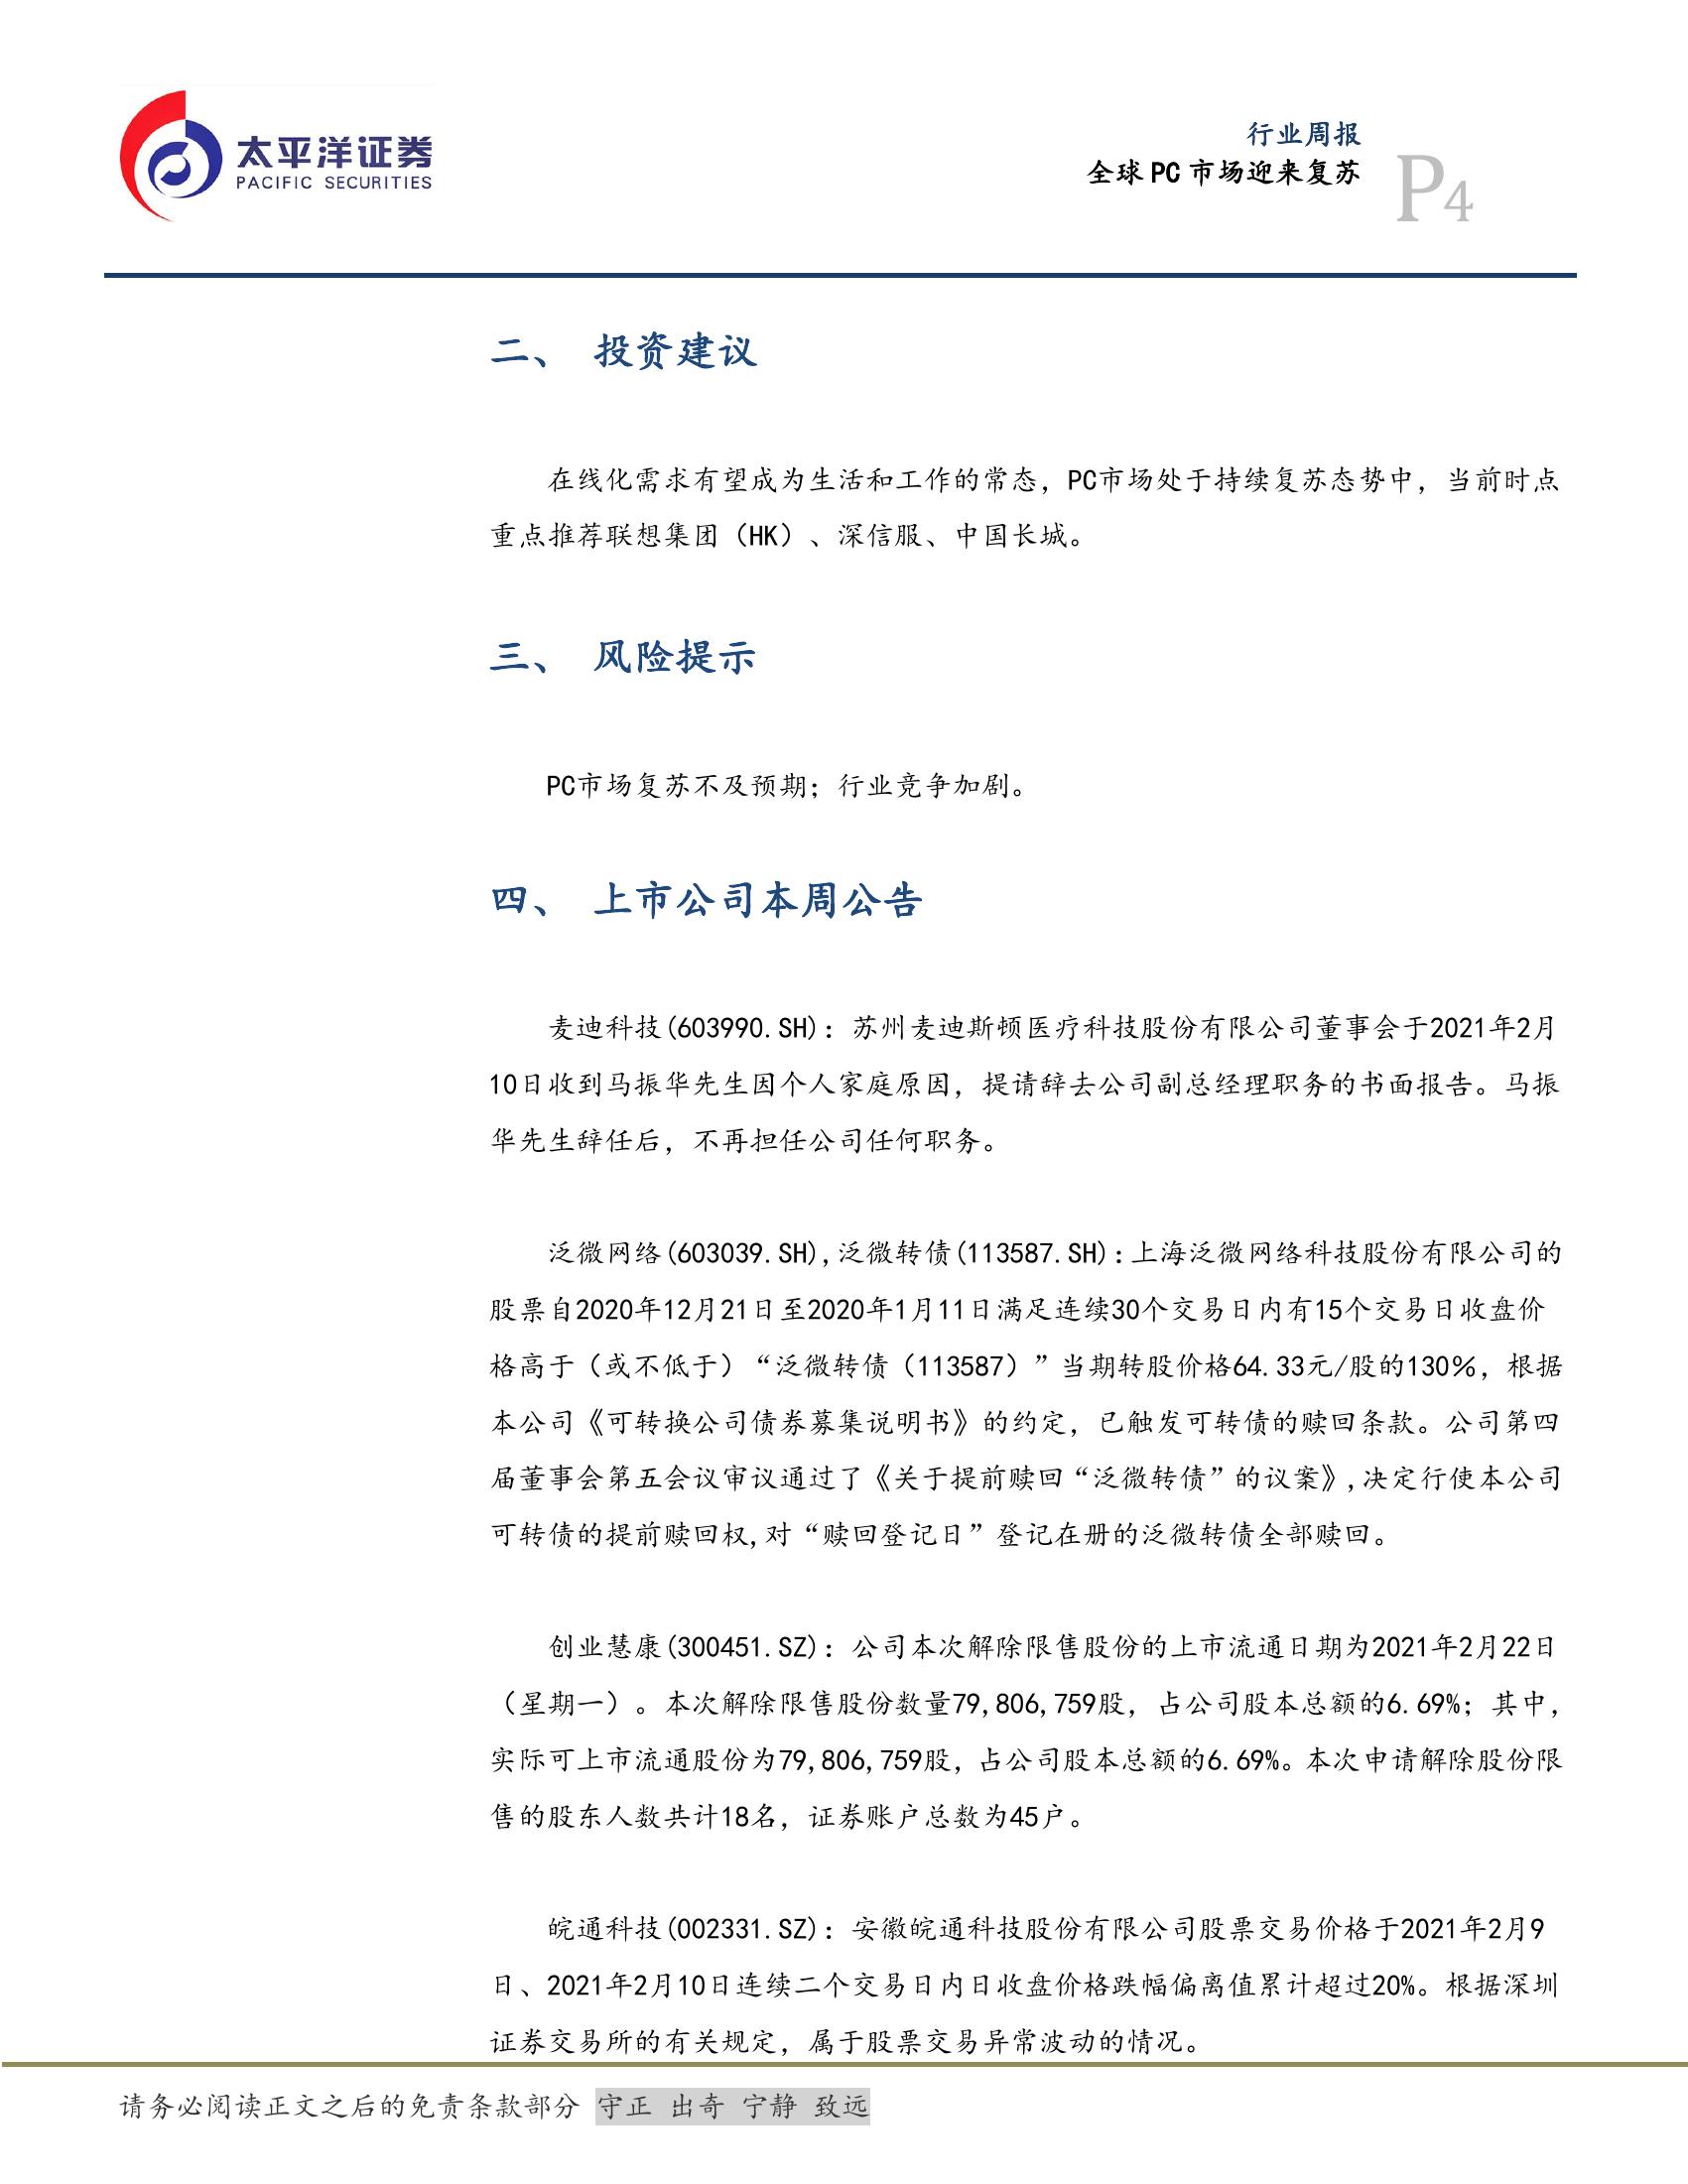 太平洋证券
PACIFIC SECURITIES
行业周报
全球 PC 市场迎来复苏
P4
二、 投资建议
在线化需求有望成为生活和工作的常态，PC市场处于持续复苏态势中，当前时点
重点推荐联想集团（HK）、深信服、中国长城。
三、 风险提示
PC市场复苏不及预期；行业竞争加剧。
四、 上市公司本周公告
麦迪科技(603990.SH)：苏州麦迪斯顿医疗科技股份有限公司董事会于2021年2月
10日收到马振华先生因个人家庭原因，提请辞去公司副总经理职务的书面报告。马振
华先生辞任后，不再担任公司任何职务。
泛微网络(603039.SH),泛微转债(113587.SH):上海泛微网络科技股份有限公司的
股票自2020年12月21日至2020年1月11日满足连续30个交易日内有15个交易日收盘价
格高于（或不低于）“泛微转债（113587）”当期转股价格64.33元/股的130％，根据
本公司《可转换公司债券募集说明书》的约定，已触发可转债的赎回条款。公司第四
届董事会第五会议审议通过了《关于提前赎回“泛微转债”的议案》,决定行使本公司
可转债的提前赎回权,对“赎回登记日”登记在册的泛微转债全部赎回。
创业慧康(300451.SZ)：公司本次解除限售股份的上市流通日期为2021年2月22日
（星期一）。本次解除限售股份数量79,806,759股，占公司股本总额的6.69%；其中，
实际可上市流通股份为79,806,759股，占公司股本总额的6.69%。本次申请解除股份限
售的股东人数共计18名，证券账户总数为45户。
皖通科技(002331.SZ)：安徽皖通科技股份有限公司股票交易价格于2021年2月9
日、2021年2月10日连续二个交易日内日收盘价格跌幅偏离值累计超过20%。根据深圳
证券交易所的有关规定，属于股票交易异常波动的情况。
请务必阅读正文之后的免责条款部分 守正 出奇 宁静 致远